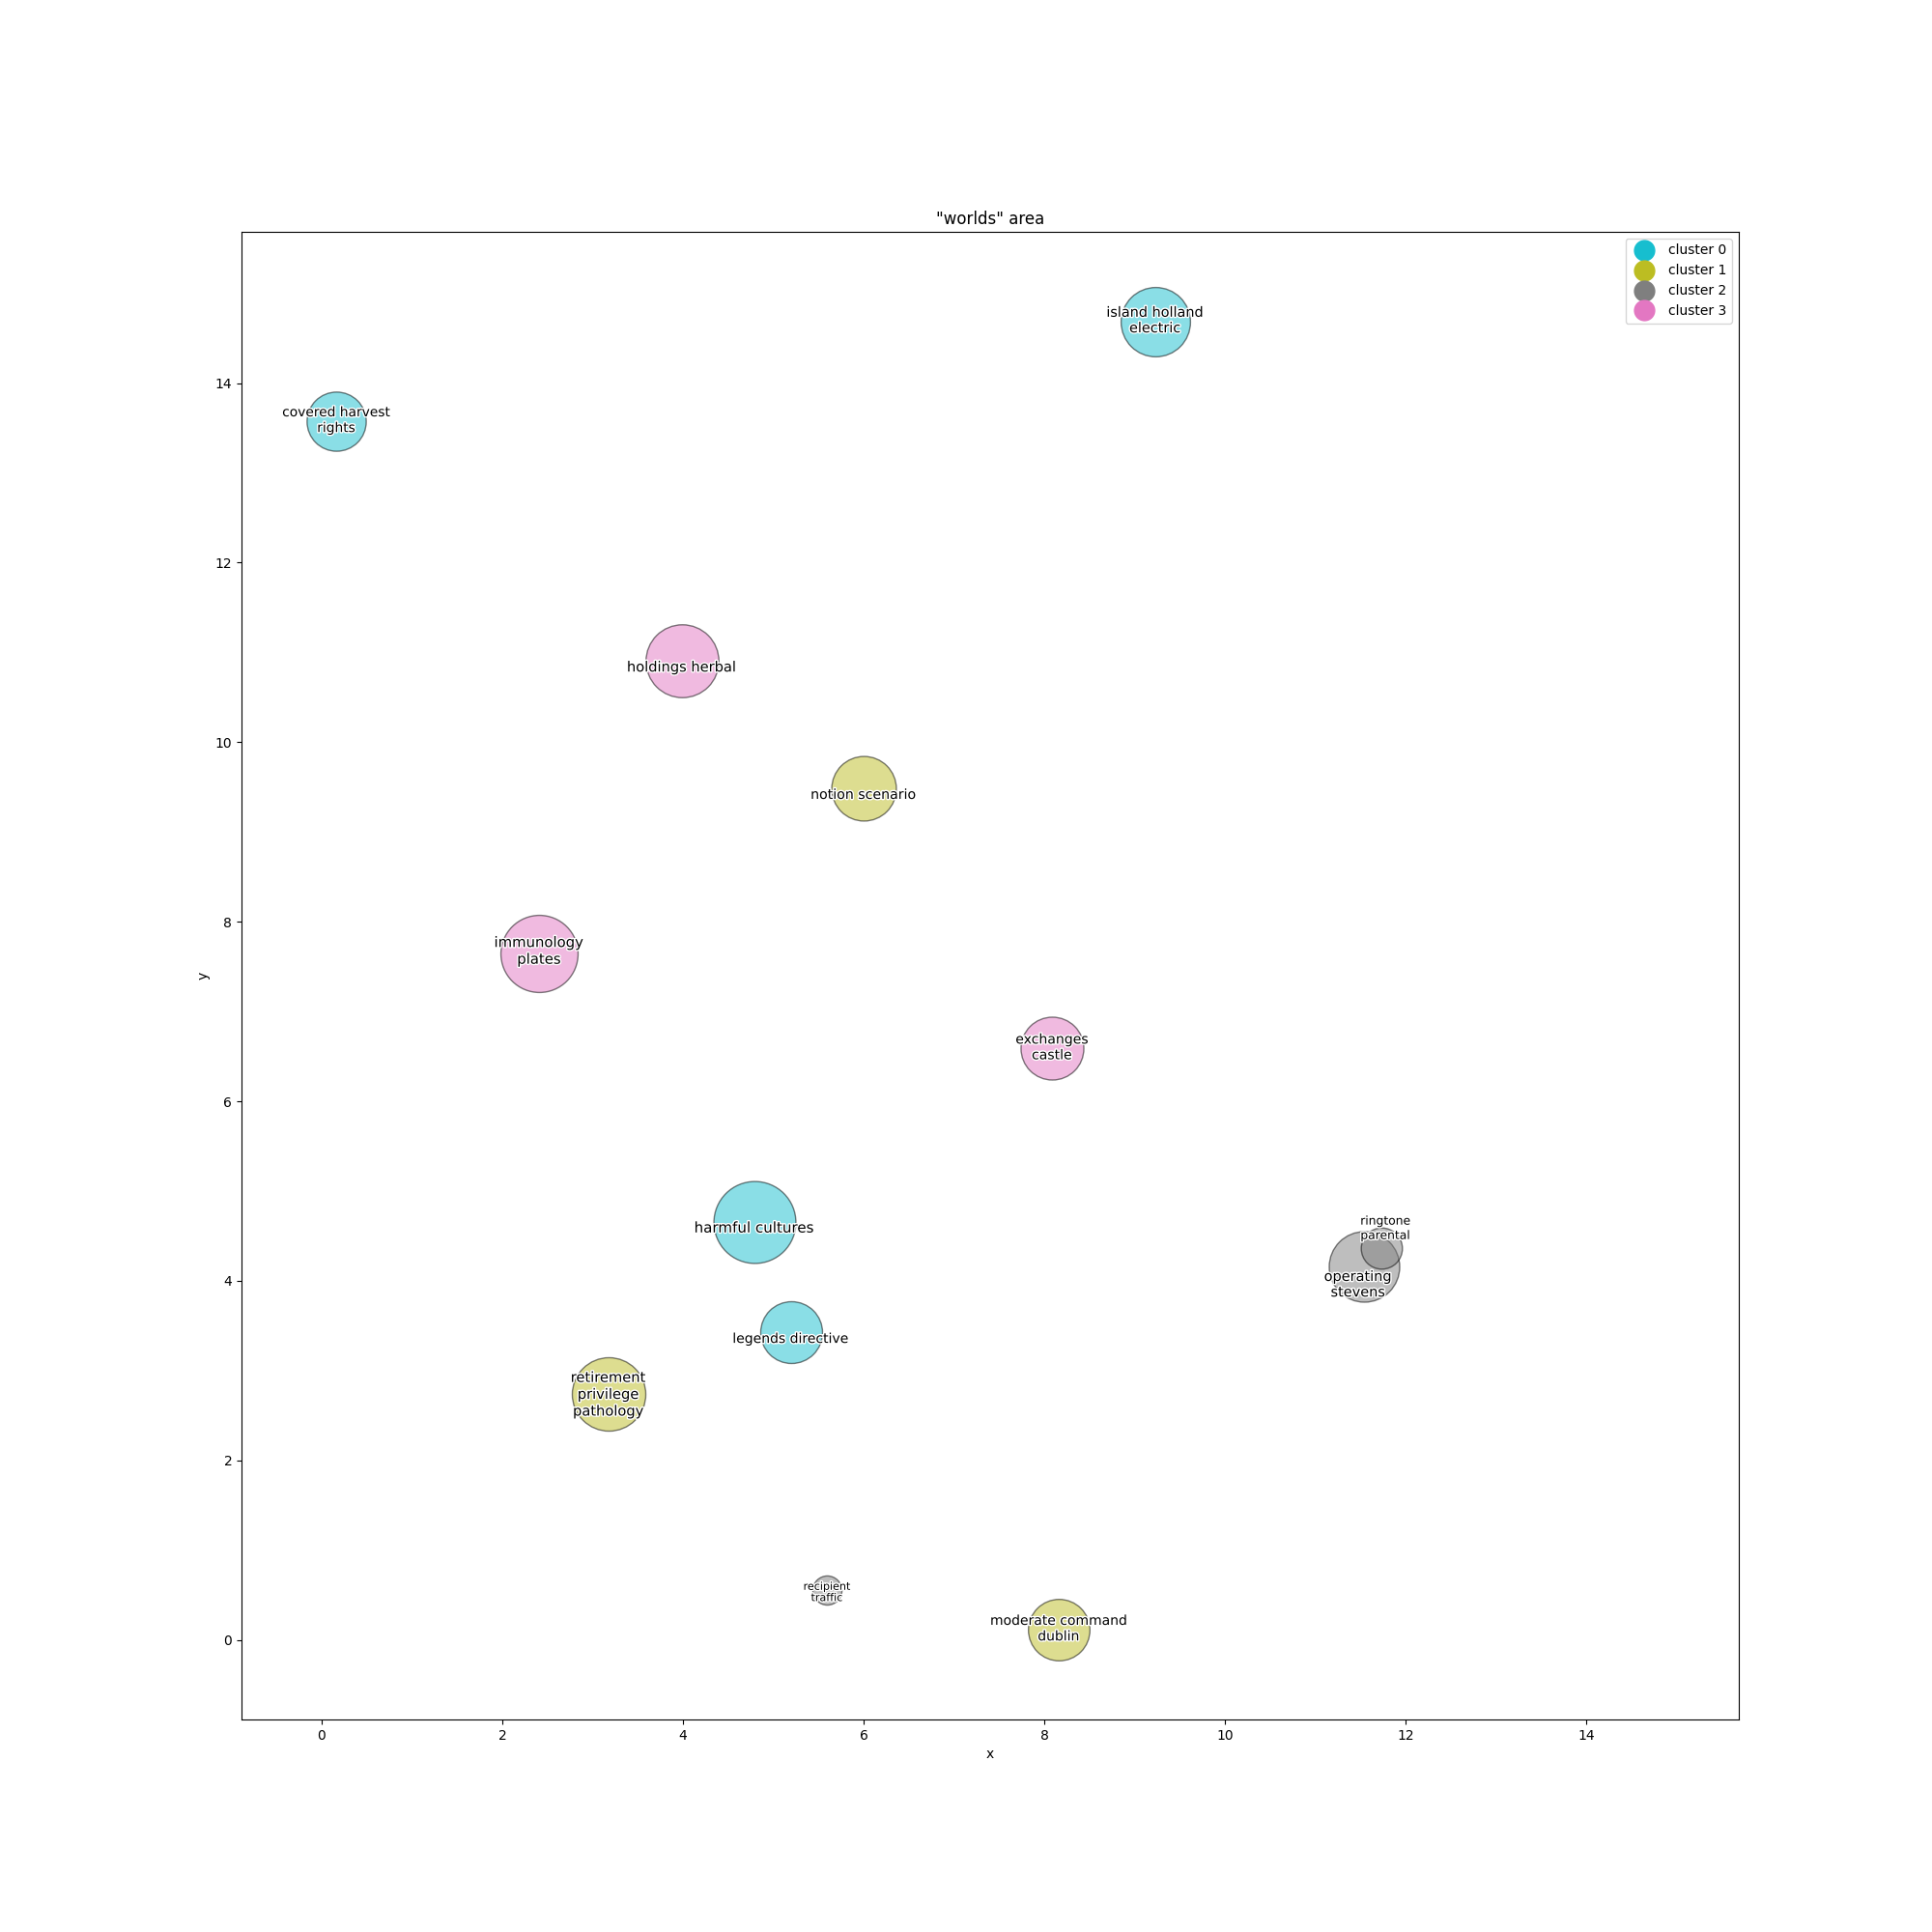 "worlds" area
cluster 0
cluster 1
cluster 2
cluster 3
island holland
electric
covered harvest
rights
holdings herbal
notion scenario
immunology
plates
exchanges
castle
harmful cultures
ringtone
parental
operating
stevens
legends directive
retirement
privilege
pathology
recipient
traffic
moderate command
dublin
y
14
12
10
8
6
4
2
0
0 2 4 6 8 10 12 14
x